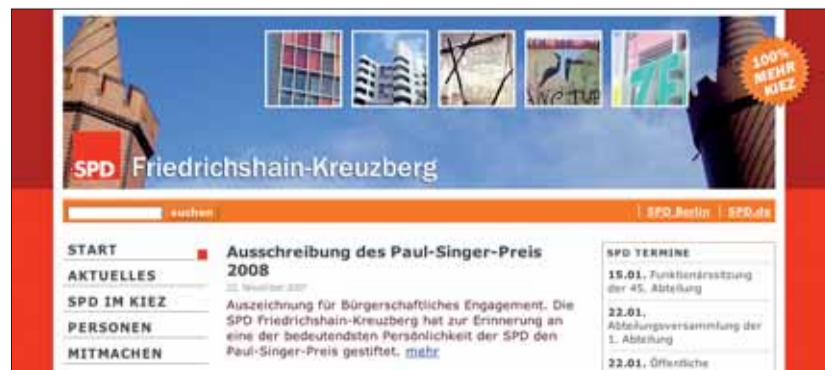 100%
MEHR
KIEZ
SPD Friedrichshain-Kreuzberg
suchen
SPD Berlin | SPD.de
START
AKTUELLES
SPD IM KIEZ
PERSONEN
MITMACHEN
Ausschreibung des Paul-Singer-Preis
2008
22. November 2007
Auszeichnung für Bürgerschaftliches Engagement. Die
SPD Friedrichshain-Kreuzberg hat zur Erinnerung an
eine der bedeutendsten Persönlichkeit der SPD den
Paul-Singer-Preis gestiftet. mehr
SPD TERMINE
15.01. Funktionärssitzung
der 45. Abteilung
22.01.
Abteilungsversammlung der
1. Abteilung
22.01. Öffentliche